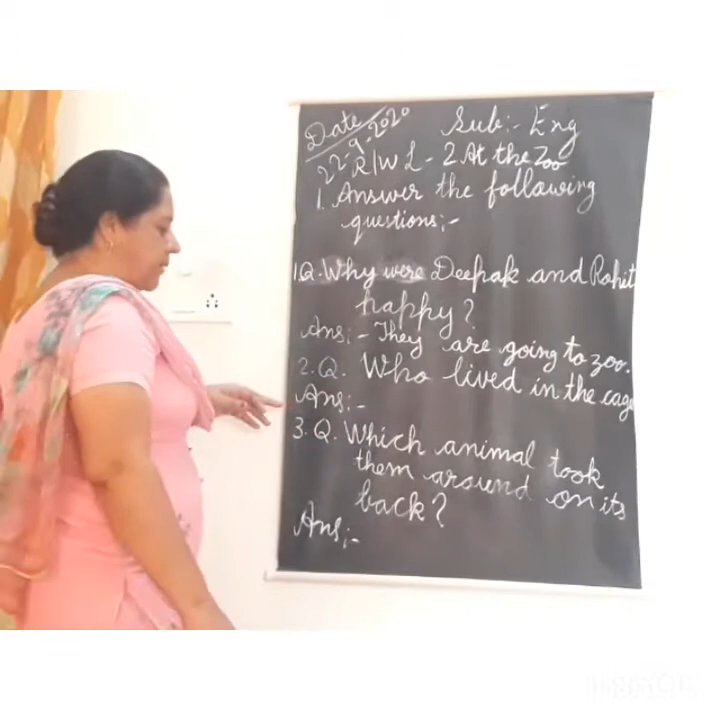 Date Sub:- Eng
22-9-2020
R/W L-2 At the Zoo
1. Answer the following
questions:-
1.Q. Why were Deepak and Rohit
happy?
Ans:- They are going to zoo.
2.Q. Who lived in the cage
Ans:-
3.Q. Which animal took
them around on its
back?
Ans:-